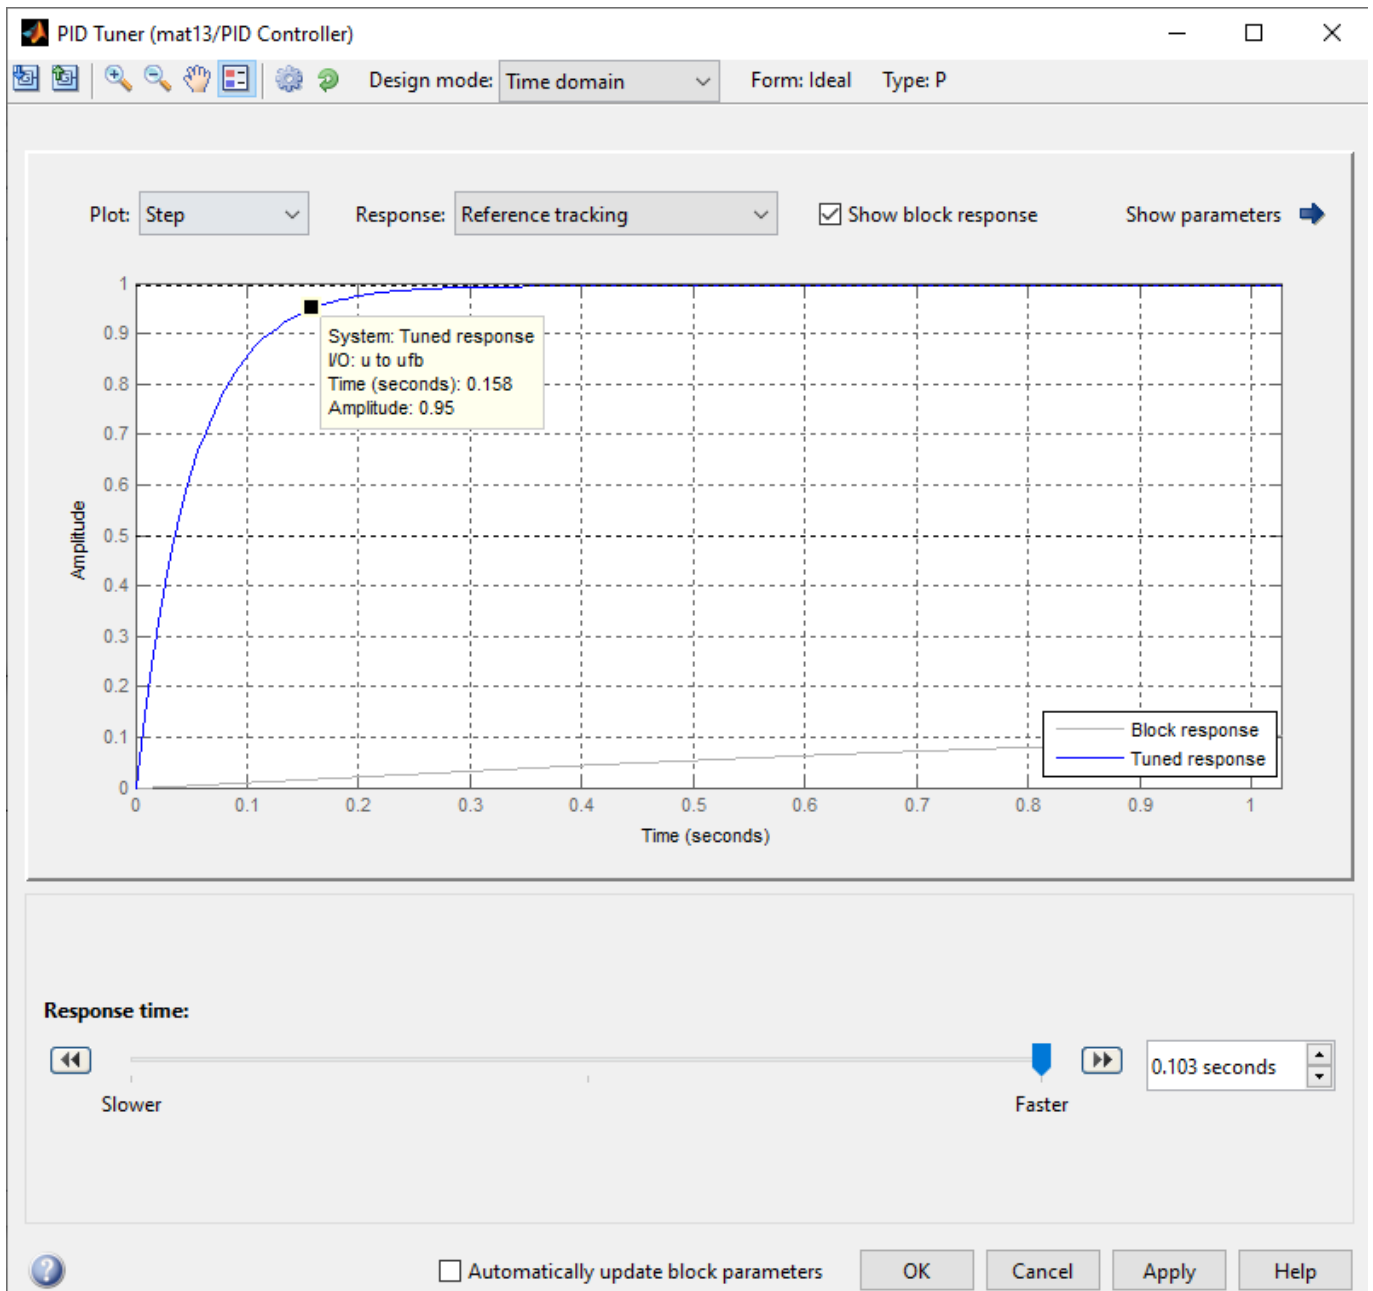 PID Tuner (mat13/PID Controller)
Design mode: Time domain Form: Ideal Type: P
Plot: Step Response: Reference tracking Show block response Show parameters
1
0.9
0.8
0.7
0.6
0.5
0.4
0.3
0.2
0.1
0
Amplitude
System: Tuned response
I/O: u to ufb
Time (seconds): 0.158
Amplitude: 0.95
Block response
Tuned response
0 0.1 0.2 0.3 0.4 0.5 0.6 0.7 0.8 0.9 1
Time (seconds)
Response time:
0.103 seconds
Slower Faster
Automatically update block parameters OK Cancel Apply Help